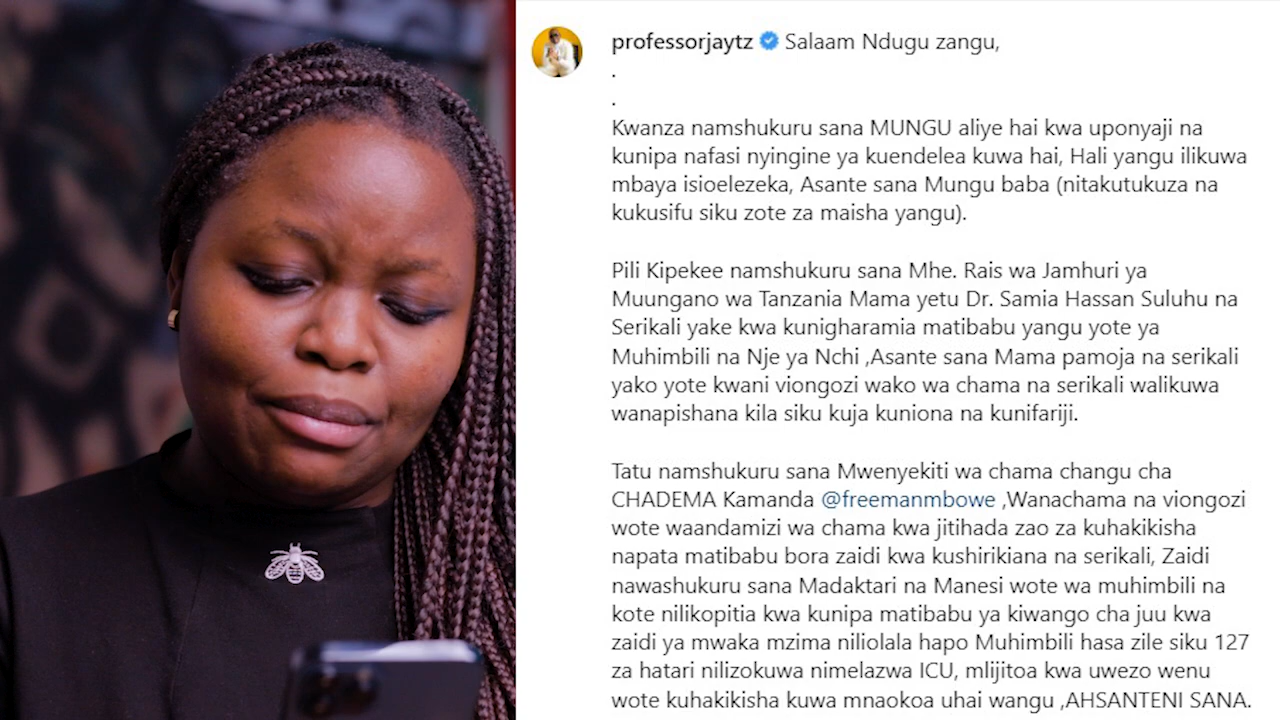 professorjaytz Salaam Ndugu zangu,
.
.
Kwanza namshukuru sana MUNGU aliye hai kwa uponyaji na
kunipa nafasi nyingine ya kuendelea kuwa hai, Hali yangu ilikuwa
mbaya isioelezeka, Asante sana Mungu baba (nitakutukuza na
kukusifu siku zote za maisha yangu).
Pili Kipekee namshukuru sana Mhe. Rais wa Jamhuri ya
Muungano wa Tanzania Mama yetu Dr. Samia Hassan Suluhu na
Serikali yake kwa kunigharamia matibabu yangu yote ya
Muhimbili na Nje ya Nchi ,Asante sana Mama pamoja na serikali
yako yote kwani viongozi wako wa chama na serikali walikuwa
wanapishana kila siku kuja kuniona na kunifariji.
Tatu namshukuru sana Mwenyekiti wa chama changu cha
CHADEMA Kamanda @freemanmbowe ,Wanachama na viongozi
wote waandamizi wa chama kwa jitihada zao za kuhakikisha
napata matibabu bora zaidi kwa kushirikiana na serikali, Zaidi
nawashukuru sana Madaktari na Manesi wote wa muhimbili na
kote nilikopitia kwa kunipa matibabu ya kiwango cha juu kwa
zaidi ya mwaka mzima niliolala hapo Muhimbili hasa zile siku 127
za hatari nilizokuwa nimelazwa ICU, mlijitoa kwa uwezo wenu
wote kuhakikisha kuwa mnaokoa uhai wangu ,AHSANTENI SANA.